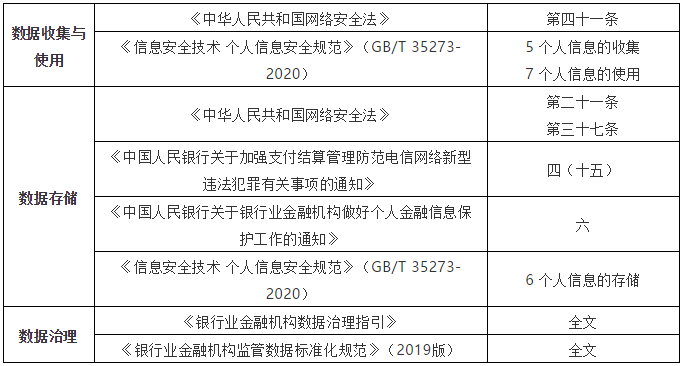 数据收集与
使用
《中华人民共和国网络安全法》
第四十一条
《信息安全技术 个人信息安全规范》（GB/T 35273-
2020）
5 个人信息的收集
7 个人信息的使用
数据存储
《中华人民共和国网络安全法》
第二十一条
第三十七条
《中国人民银行关于加强支付结算管理防范电信网络新型
违法犯罪有关事项的通知》
四（十五）
《中国人民银行关于银行业金融机构做好个人金融信息保
护工作的通知》
六
《信息安全技术 个人信息安全规范》（GB/T 35273-
2020）
6 个人信息的存储
数据治理
《银行业金融机构数据治理指引》
全文
《银行业金融机构监管数据标准化规范》（2019版）
全文